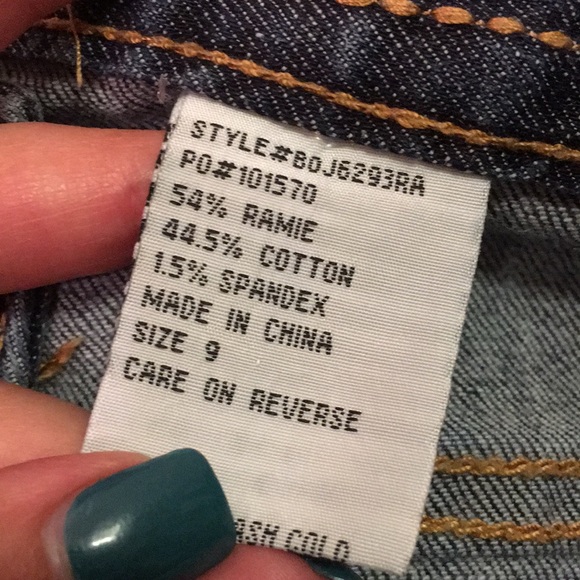 STYLE#BOJ6293RA
PO#101570
54% RAMIE
44.5% COTTON
1.5% SPANDEX
MADE IN CHINA
SIZE 9
CARE ON REVERSE
COLD